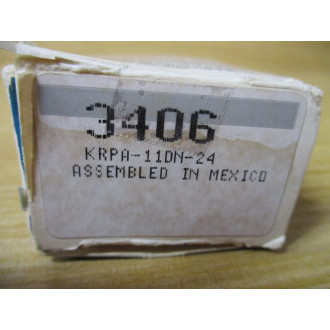 3406
KRPA-11DN-24
ASSEMBLED IN MEXICO